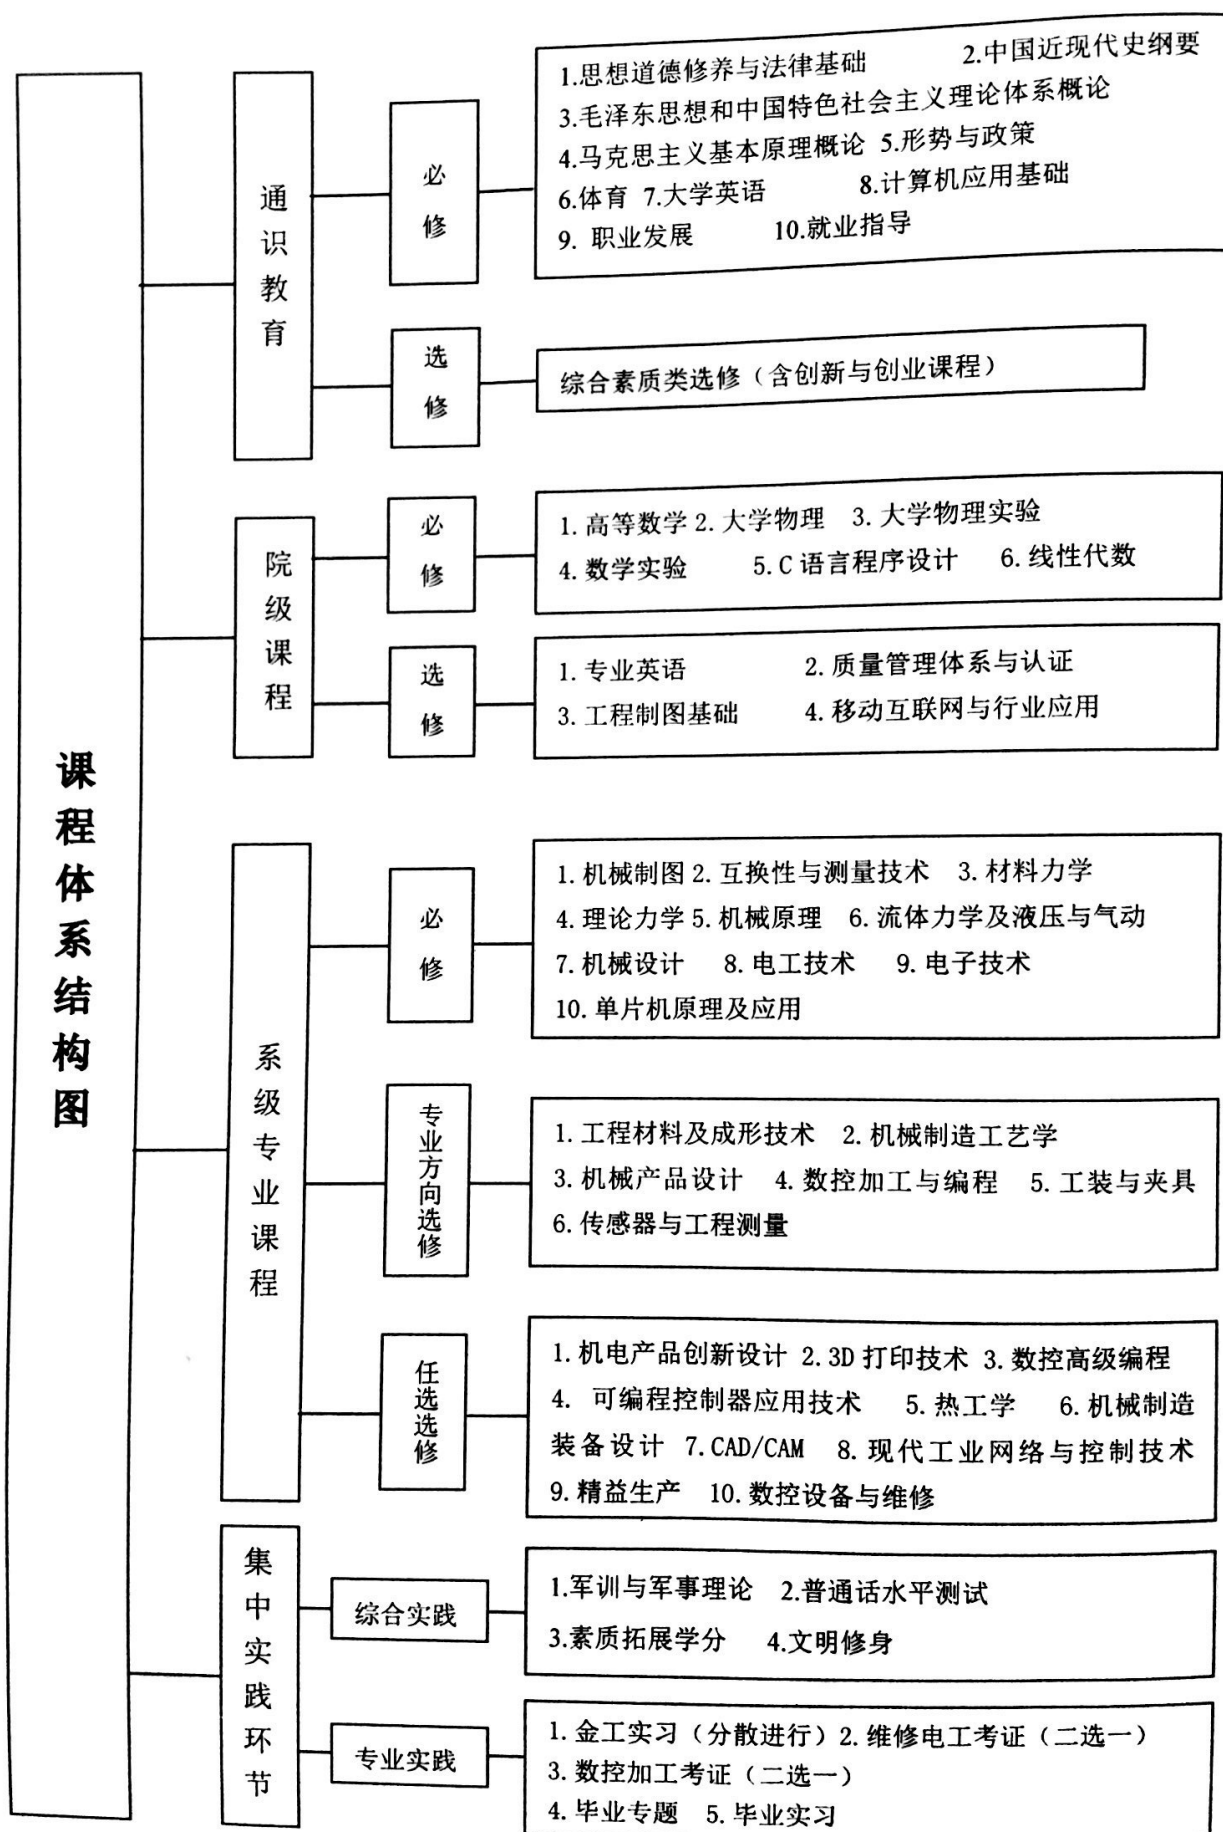 课程体系结构图
通识教育
必修
1.思想道德修养与法律基础 2.中国近现代史纲要
3.毛泽东思想和中国特色社会主义理论体系概论
4.马克思主义基本原理概论 5.形势与政策
6.体育 7.大学英语 8.计算机应用基础
9. 职业发展 10.就业指导
选修
综合素质类选修（含创新与创业课程）
院级课程
必修
1. 高等数学 2. 大学物理 3. 大学物理实验
4. 数学实验 5.C 语言程序设计 6. 线性代数
选修
1. 专业英语 2. 质量管理体系与认证
3. 工程制图基础 4. 移动互联网与行业应用
系级专业课程
必修
1. 机械制图 2. 互换性与测量技术 3. 材料力学
4. 理论力学 5. 机械原理 6. 流体力学及液压与气动
7. 机械设计 8. 电工技术 9. 电子技术
10. 单片机原理及应用
专业方向选修
1. 工程材料及成形技术 2. 机械制造工艺学
3. 机械产品设计 4. 数控加工与编程 5. 工装与夹具
6. 传感器与工程测量
任选选修
1. 机电产品创新设计 2.3D 打印技术 3. 数控高级编程
4. 可编程控制器应用技术 5. 热工学 6. 机械制造
装备设计 7. CAD/CAM 8. 现代工业网络与控制技术
9. 精益生产 10. 数控设备与维修
集中实践环节
综合实践
1.军训与军事理论 2.普通话水平测试
3.素质拓展学分 4.文明修身
专业实践
1. 金工实习（分散进行）2. 维修电工考证（二选一）
3. 数控加工考证（二选一）
4. 毕业专题 5. 毕业实习